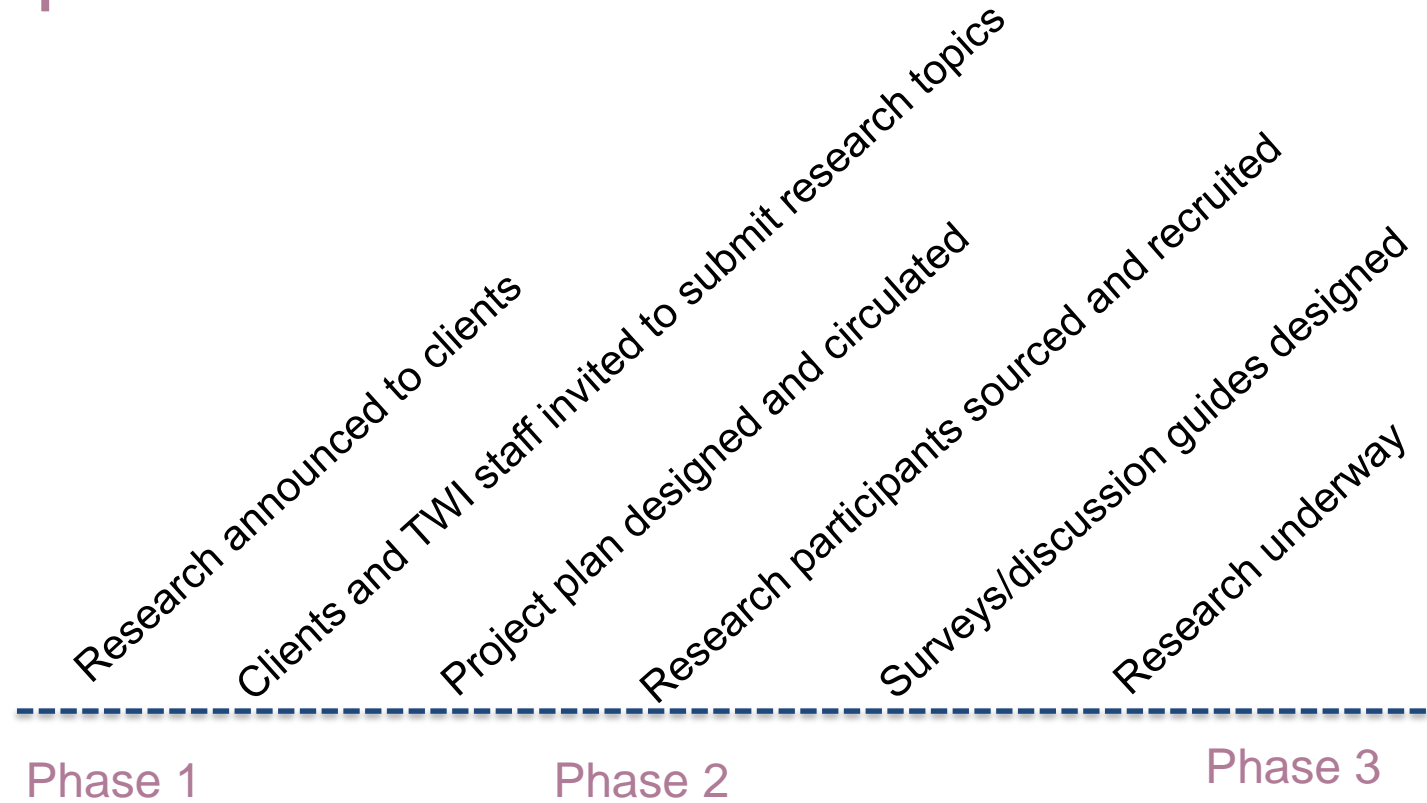 Research announced to clients
Clients and TWI staff invited to submit research topics
Project plan designed and circulated
Research participants sourced and recruited
Surveys/discussion guides designed
Research underway
Phase 1
Phase 2
Phase 3